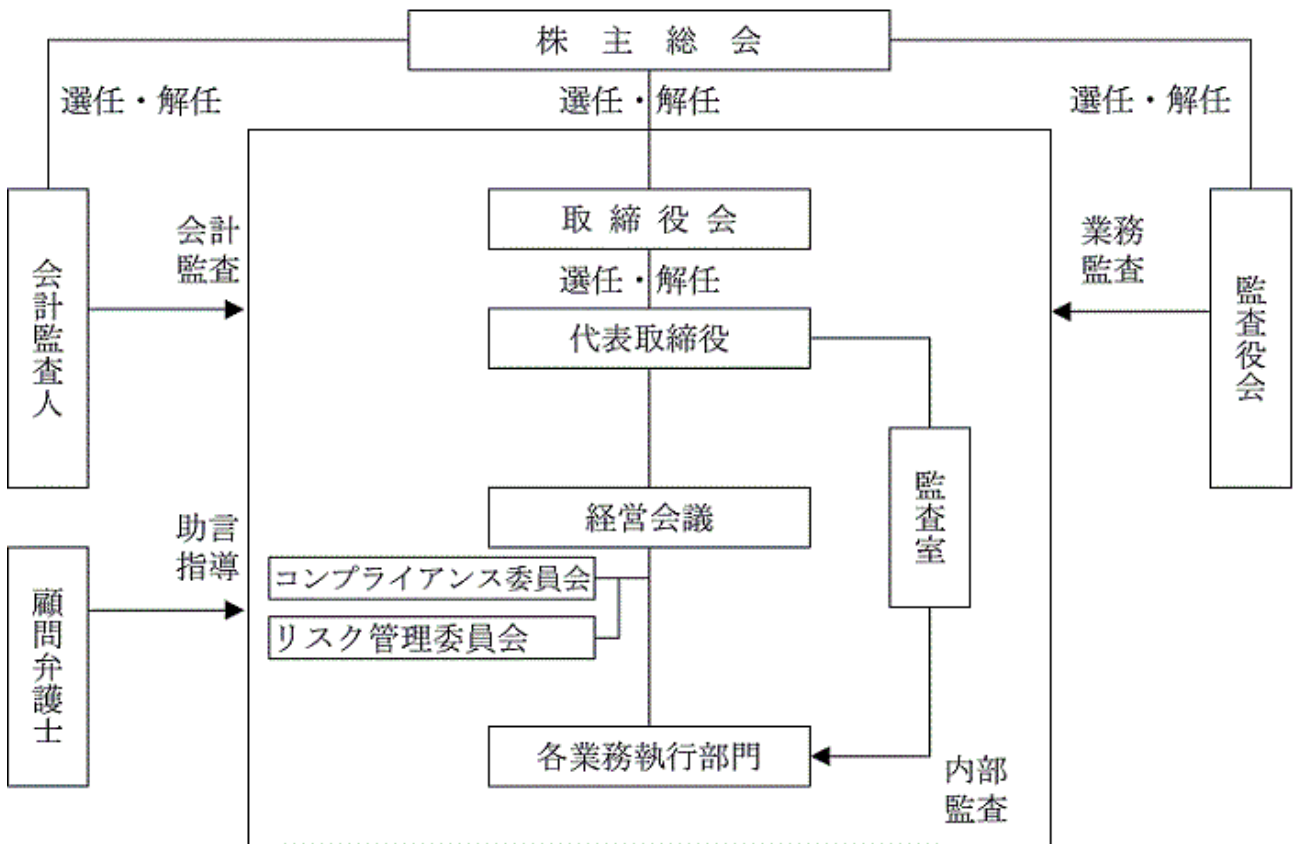 株主総会
選任・解任
選任・解任
選任・解任
取締役会
会計
監査
業務
監査
選任・解任
会計監査人
監査役会
代表取締役
監査室
経営会議
助言
指導
コンプライアンス委員会
リスク管理委員会
顧問弁護士
各業務執行部門
内部
監査